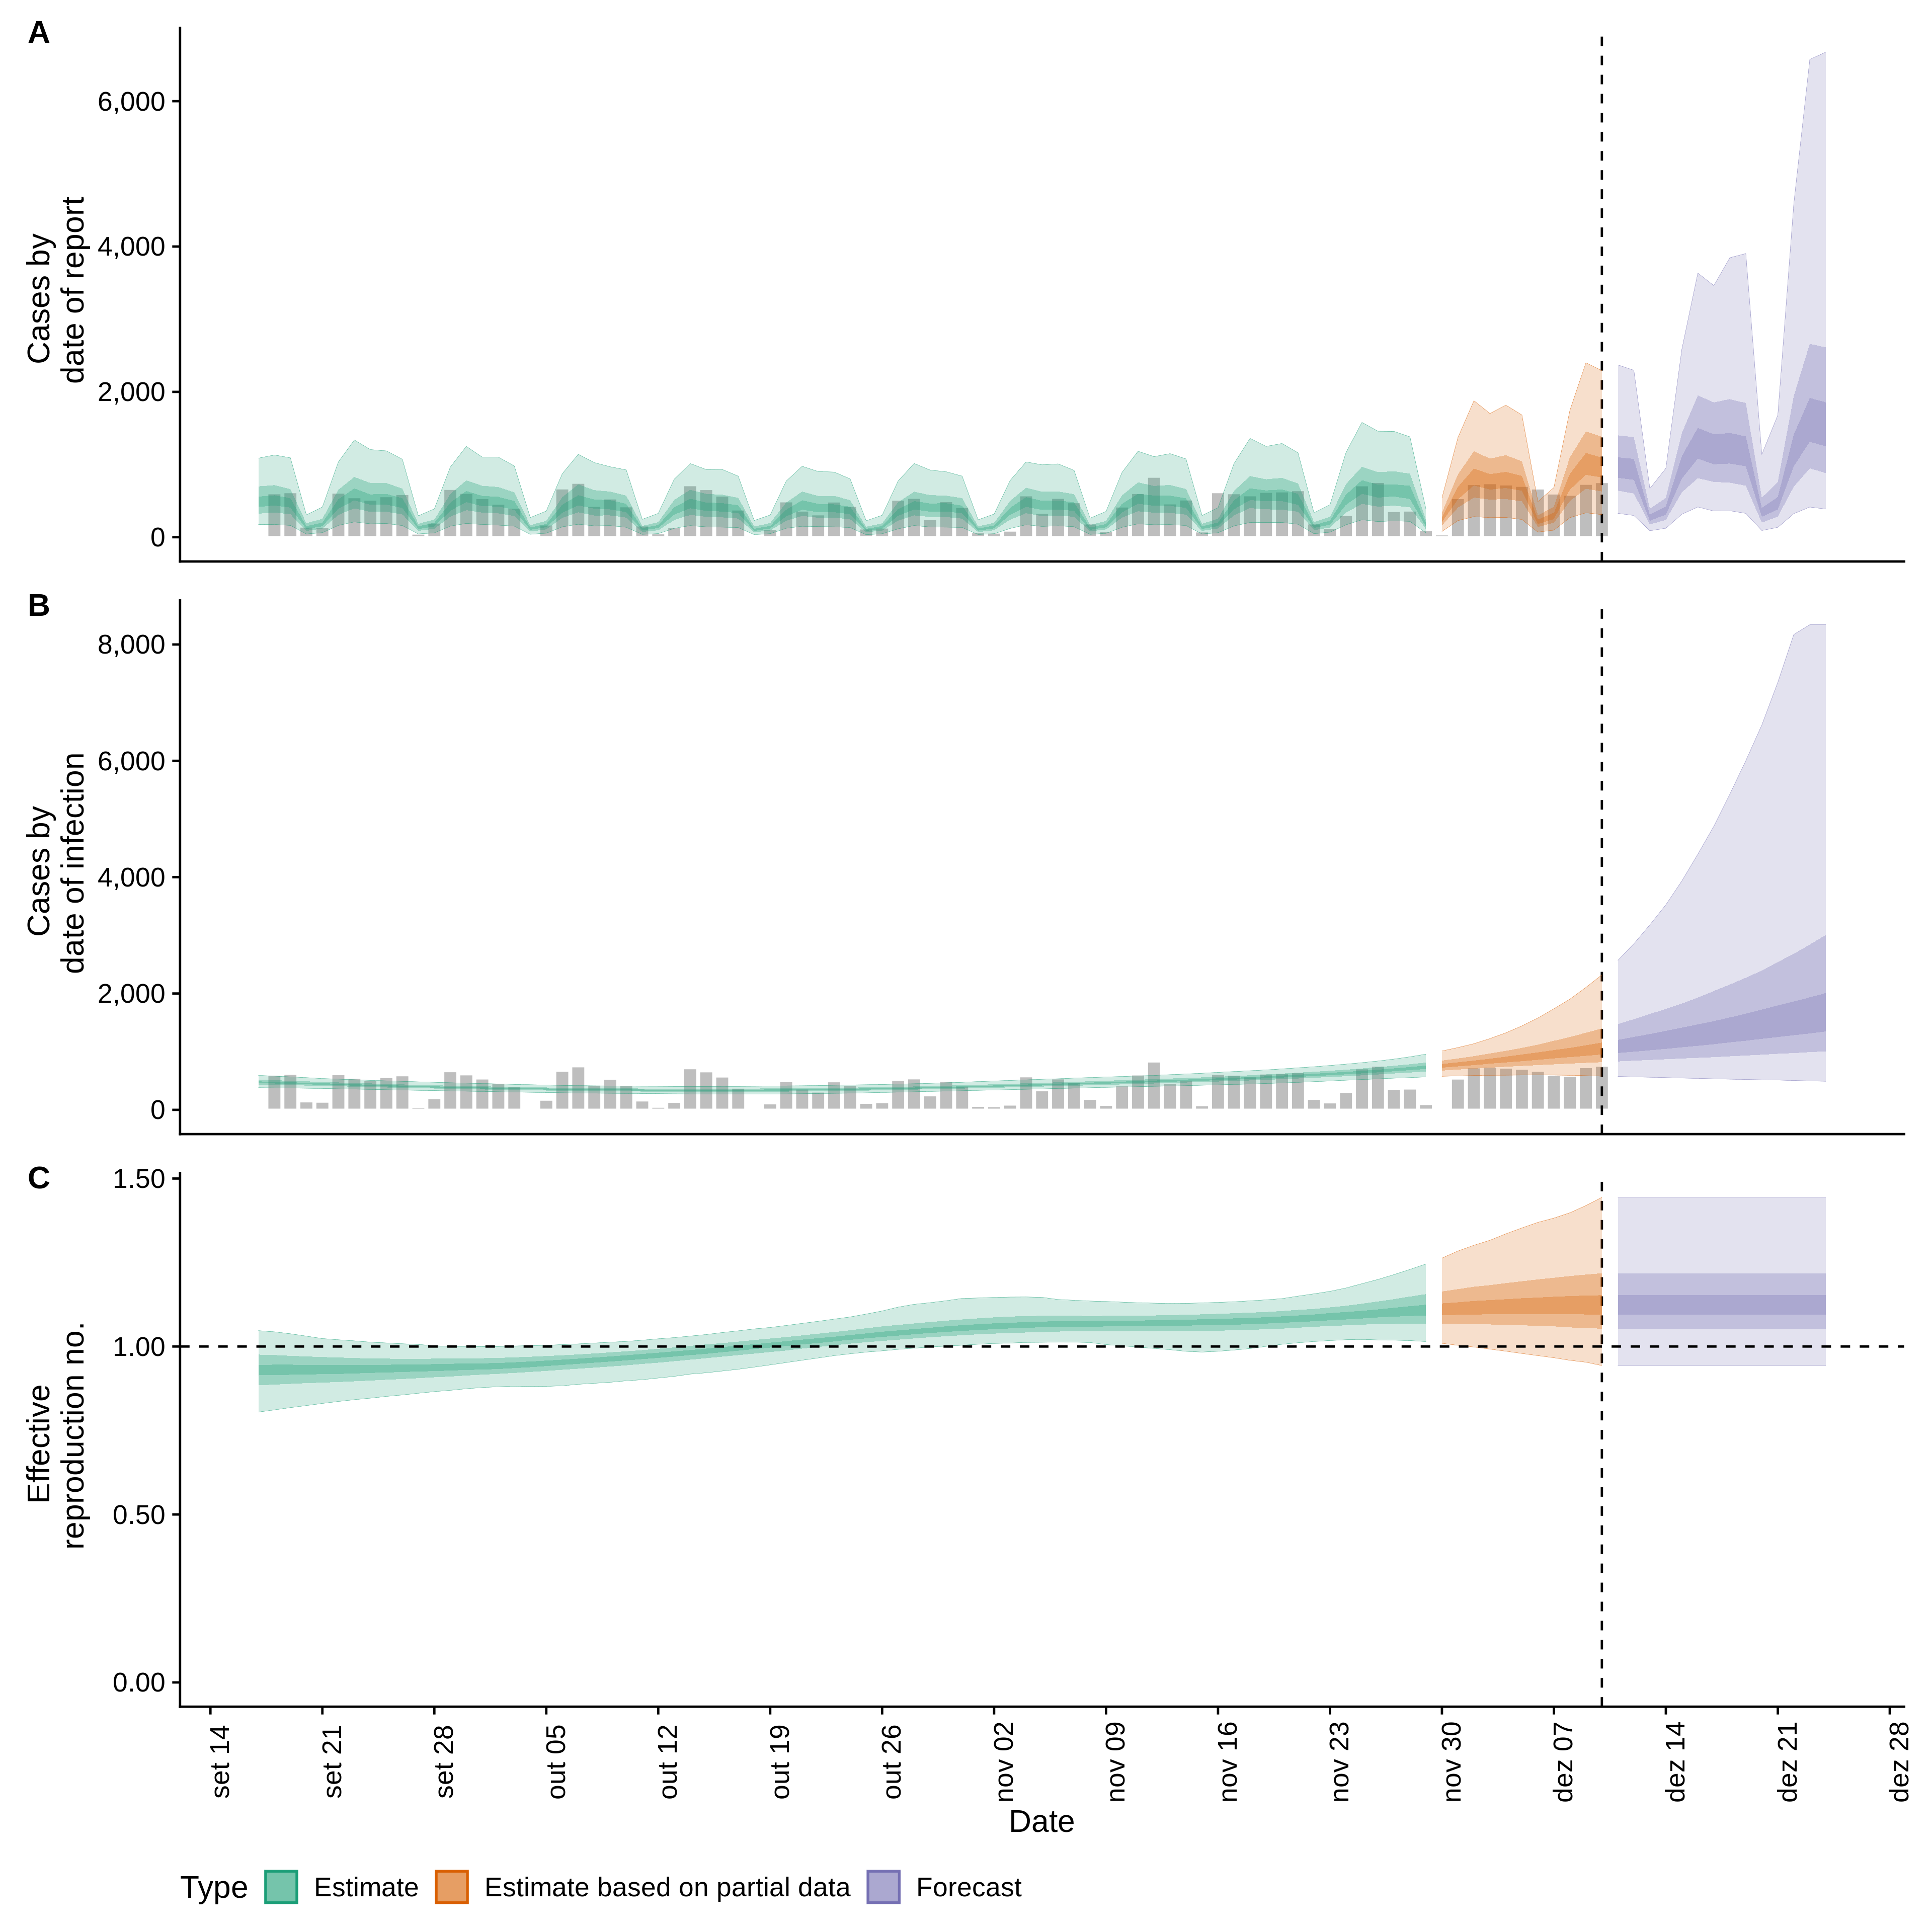 A
6,000
4,000
2,000
0
Cases by
date of report
B
8,000
6,000
4,000
2,000
0
Cases by
date of infection
C
1.50
1.00
0.50
0.00
Effective
reproduction no.
set 14
set 21
set 28
out 05
out 12
out 19
out 26
nov 02
nov 09
nov 16
nov 23
nov 30
dez 07
dez 14
dez 21
dez 28
Date
Type Estimate Estimate based on partial data Forecast